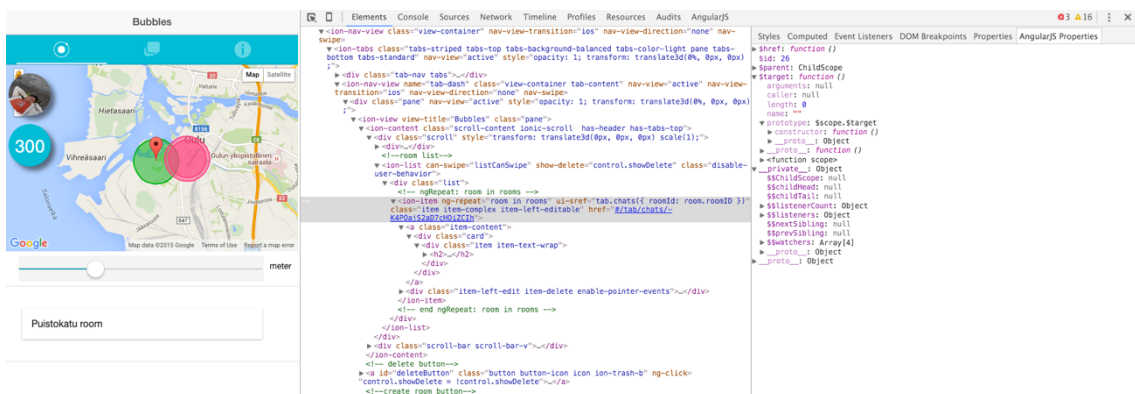 Bubbles
Map Satellite
Hietasaari
Vihreäsaari
Oulu
Oulun yliopistollinen
sairaala
8156
847
300
Google
Map data ©2015 Google Terms of Use Report a map error
meter
Puistokatu room
Elements Console Sources Network Timeline Profiles Resources Audits AngularJS
3 16
▼<ion-nav-view class="view-container" nav-view-transition="ios" nav-view-direction="none" nav-
swipe>
▼<ion-tabs class="tabs-striped tabs-top tabs-background-balanced tabs-color-light pane tabs-
bottom tabs-standard" nav-view="active" style="opacity: 1; transform: translate3d(0%, 0px, 0px)
;">
▶<div class="tab-nav tabs">…</div>
▼<ion-nav-view name="tab-dash" class="view-container tab-content" nav-view="active" nav-view-
transition="ios" nav-view-direction="none" nav-swipe>
▼<div class="pane" nav-view="active" style="opacity: 1; transform: translate3d(0%, 0px, 0px)
;">
▼<ion-view view-title="Bubbles" class="pane">
▼<ion-content class="scroll-content ionic-scroll  has-header has-tabs-top">
▼<div class="scroll" style="transform: translate3d(0px, 0px, 0px) scale(1);">
▶<div>…</div>
<!--room list-->
▼<ion-list can-swipe="listCanSwipe" show-delete="control.showDelete" class="disable-
user-behavior">
▼<div class="list">
<!-- ngRepeat: room in rooms -->
▼<ion-item ng-repeat="room in rooms" ui-sref="tab.chats({ roomId: room.roomID })"
class="item item-complex item-left-editable" href="#/tab/chats/-
K4POajS2aD7cHOiZCIh">
▼<a class="item-content">
▼<div class="card">
▼<div class="item item-text-wrap">
▶<h2>…</h2>
</div>
</div>
</a>
▶<div class="item-left-edit item-delete enable-pointer-events">…</div>
</ion-item>
<!-- end ngRepeat: room in rooms -->
</div>
</ion-list>
</div>
▶<div class="scroll-bar scroll-bar-v">…</div>
</ion-content>
<!-- delete button-->
▶<a id="deleteButton" class="button button-icon icon ion-trash-b" ng-click=
"control.showDelete = !control.showDelete">…</a>
<!--create room button-->
Styles Computed Event Listeners DOM Breakpoints Properties AngularJS Properties
▶$href: function ()
$id: 26
▶$parent: ChildScope
▼$target: function ()
arguments: null
caller: null
length: 0
name: ""
▼prototype: $scope.$target
▶constructor: function ()
▶__proto__: Object
▶__proto__: function ()
▶<function scope>
▼__private__: Object
$$ChildScope: null
$$childHead: null
$$childTail: null
▶$$listenerCount: Object
▶$$listeners: Object
$$nextSibling: null
$$prevSibling: null
▶$$watchers: Array[4]
▶__proto__: Object
▶__proto__: Object